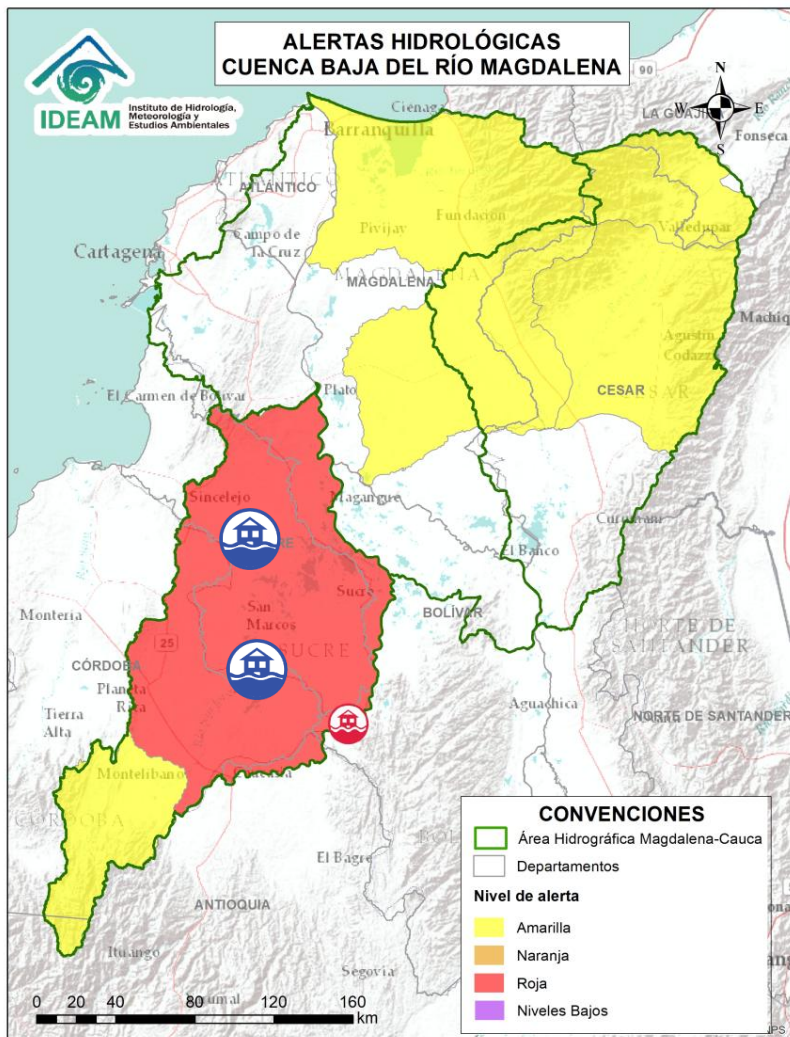 ALERTAS HIDROLÓGICAS
CUENCA BAJA DEL RÍO MAGDALENA
IDEAM
Instituto de Hidrología,
Meteorología y
Estudios Ambientales
N
W
E
S
90
Ciénaga
LA GUAJIRA
Barranquilla
Fonseca
ATLÁNTICO
Pivijay
Fundación
Valledupar
Campo de
la Cruz
Cartagena
MAGDALENA
MAGDALENA
Machiq
Agustín
Codazzi
CESAR
El Carmen de Bolívar
Plato
Sincelejo
Magangué
Curumaní
El Banco
Sucre
BOLÍVAR
San
Marcos
Montería
25
SUCRE
NORTE DE
SANTANDER
CÓRDOBA
Planeta
Rica
Aguachica
Tierra
Alta
NORTE DE SANTANDER
Montelíbano
Caucasia
CÓRDOBA
El Bagre
ANTIOQUIA
Ituango
Segovia
CONVENCIONES
Área Hidrográfica Magdalena-Cauca
Departamentos
Nivel de alerta
Amarilla
Naranja
Roja
Niveles Bajos
0 20 40 80 120 160
km